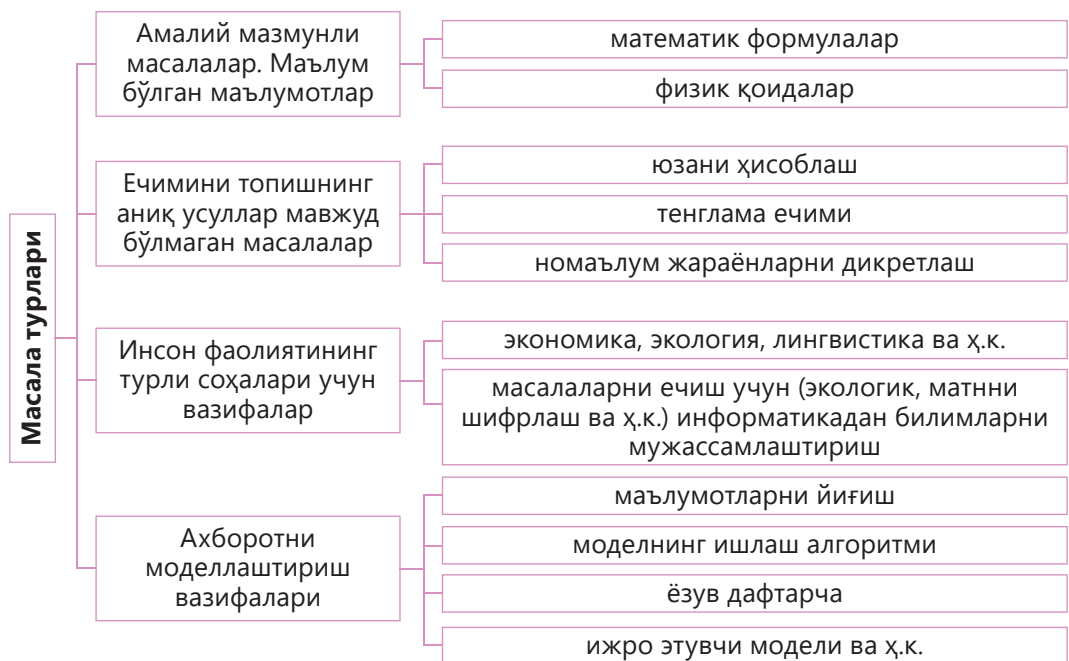 Масала турлари
Амалий мазмунли
масалалар. Маълум
бўлган маълумотлар
математик формулалар
физик қоидалар
Ечимини топишнинг
аниқ усуллар мавжуд
бўлмаган масалалар
юзани ҳисоблаш
тенглама ечими
номаълум жараёнларни дикретлаш
Инсон фаолиятининг
турли соҳалари учун
вазифалар
экономика, экология, лингвистика ва ҳ.к.
масалаларни ечиш учун (экологик, матнни
шифрлаш ва ҳ.к.) информатикадан билимларни
мужассамлаштириш
Ахборотни
моделлаштириш
вазифалари
маълумотларни йиғиш
моделнинг ишлаш алгоритми
ёзув дафтарча
ижро этувчи модели ва ҳ.к.